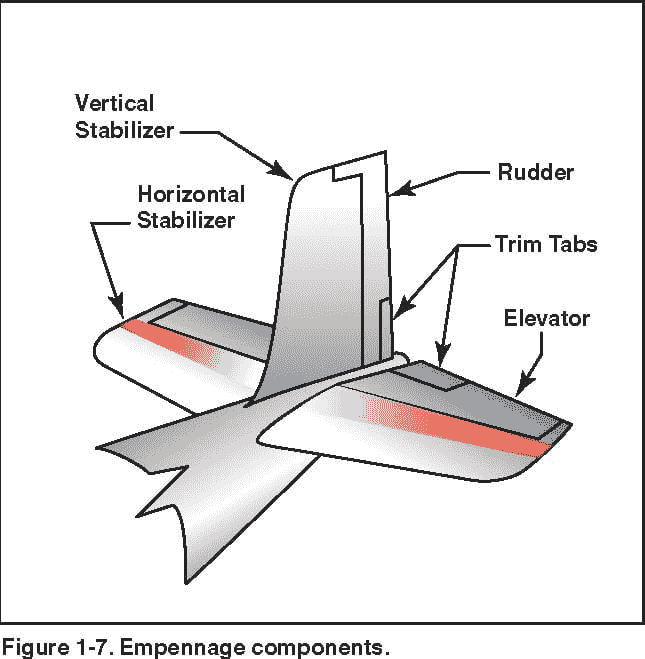 Vertical
Stabilizer
Horizontal
Stabilizer
Rudder
Trim Tabs
Elevator
Figure 1-7. Empennage components.